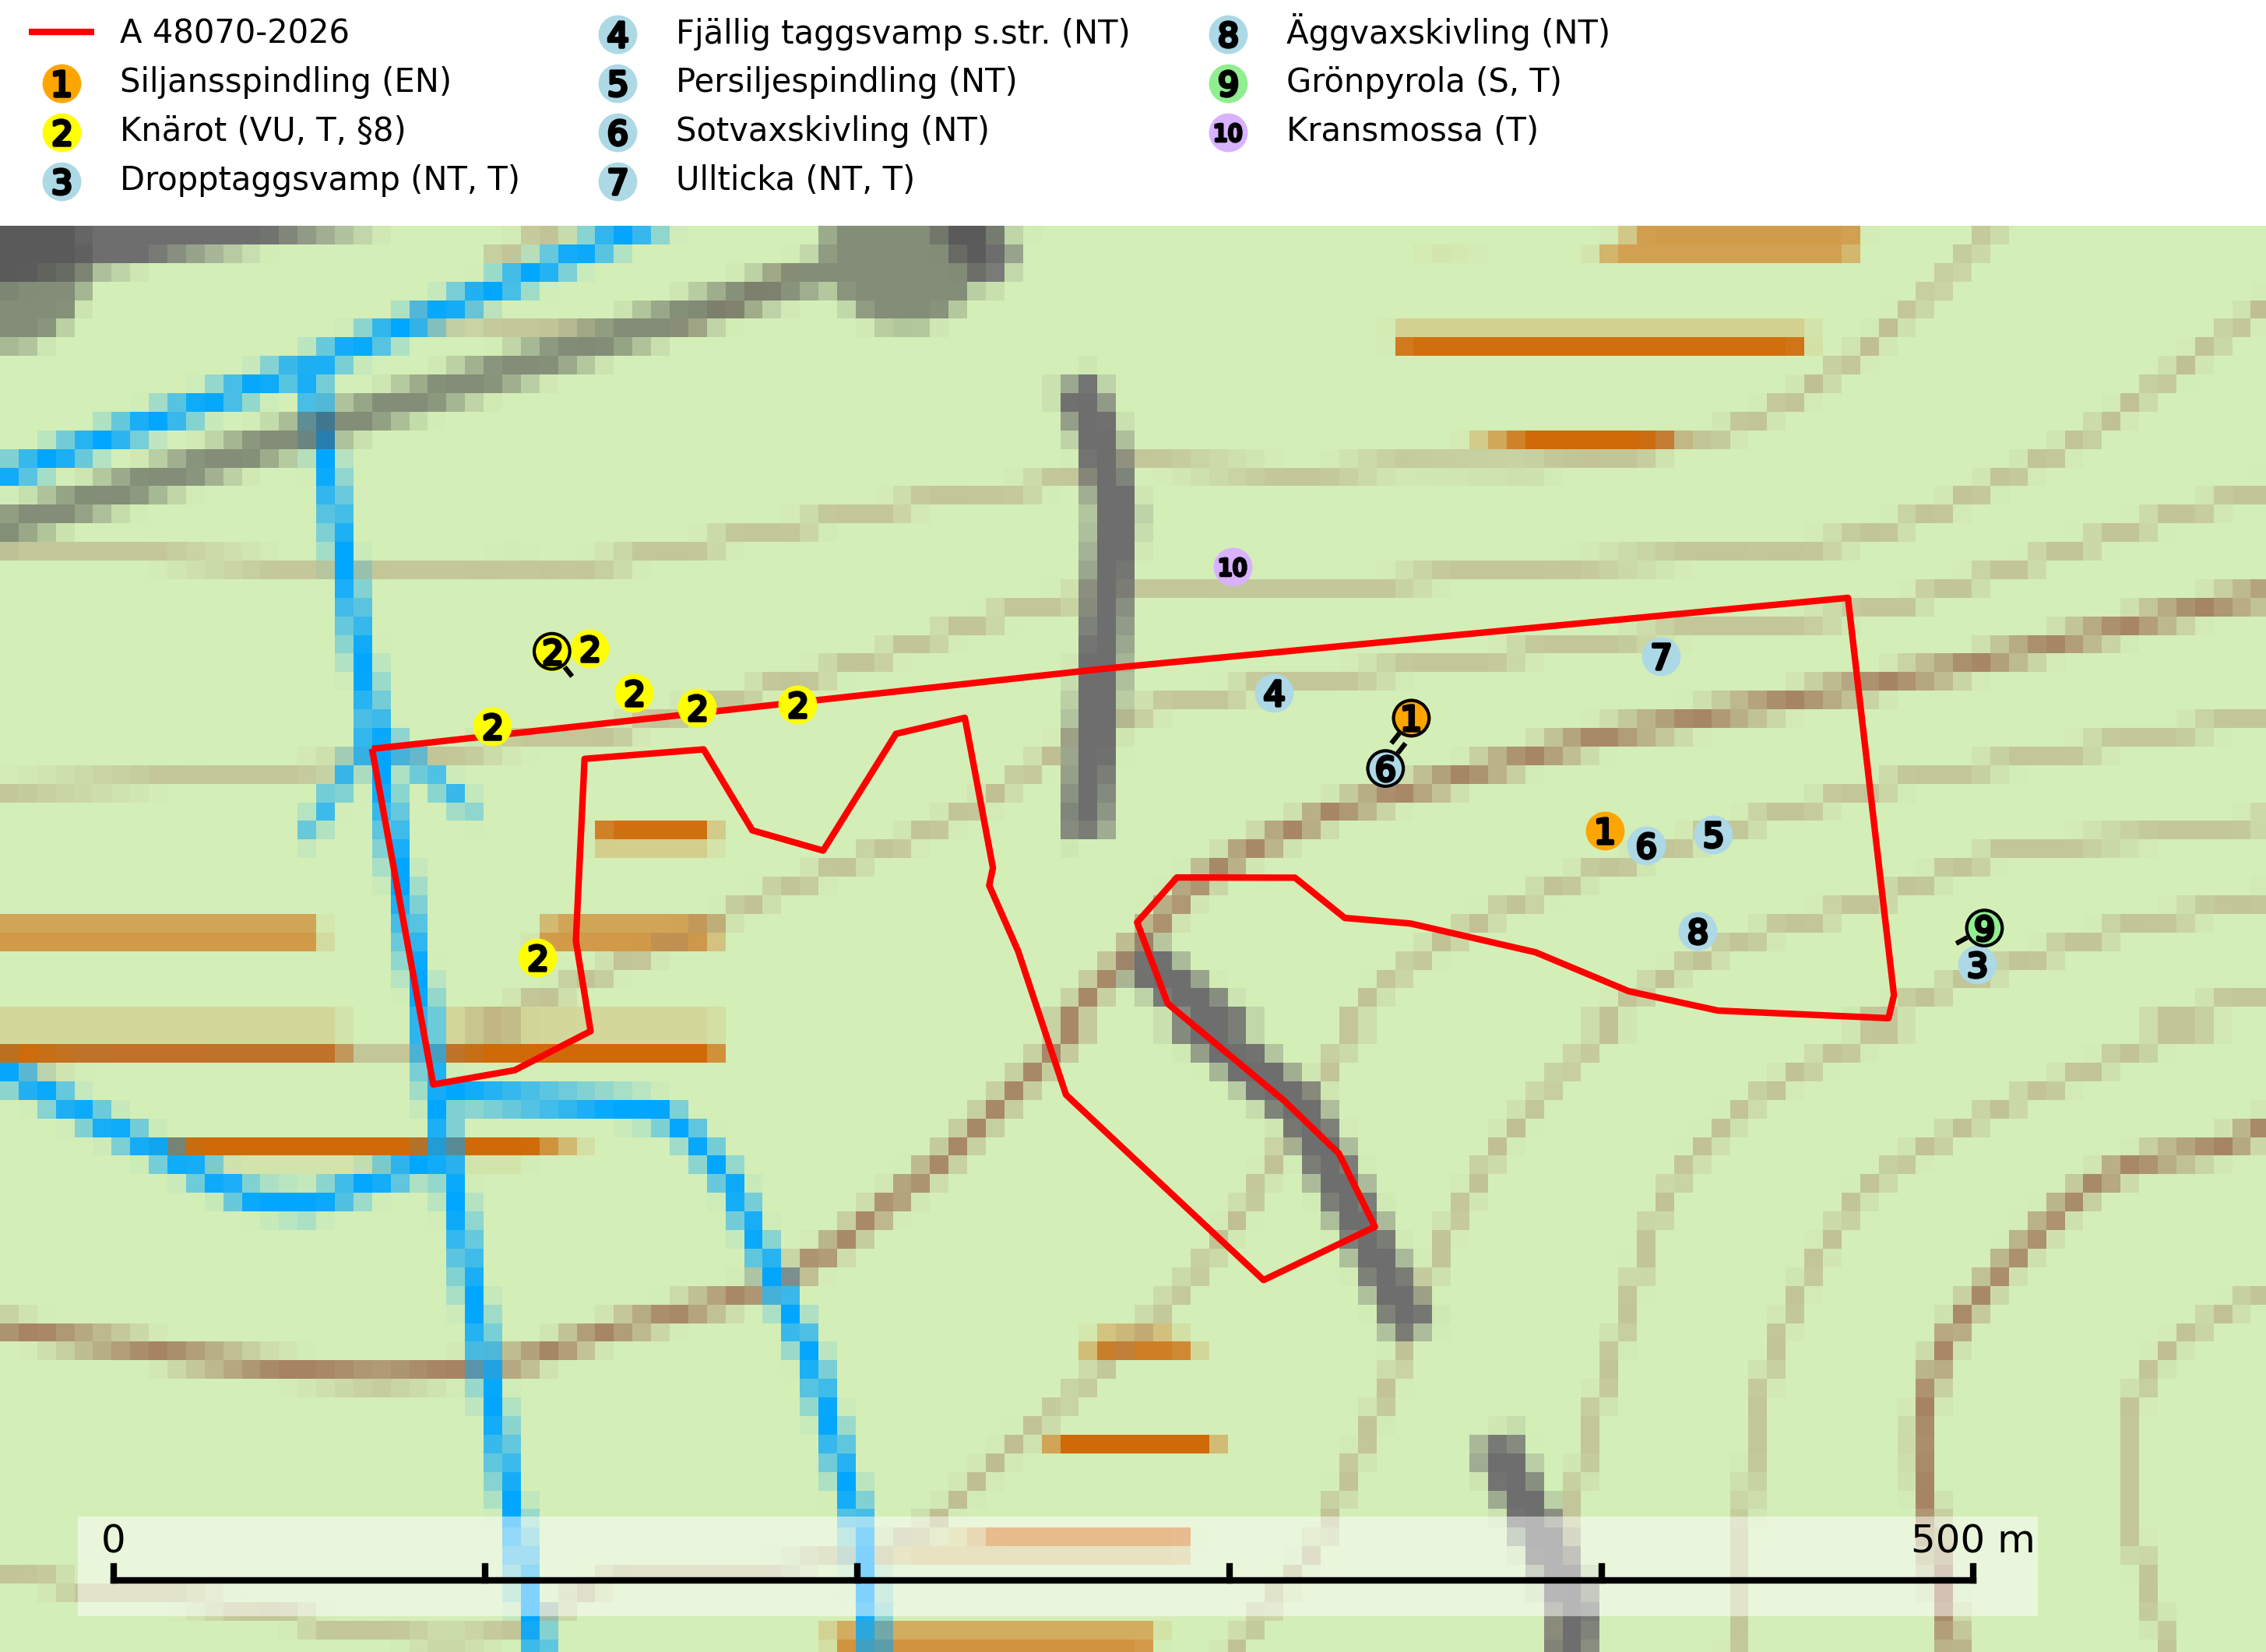 A 48070-2026
1 Siljansspindling (EN)
2 Knärot (VU, T, §8)
3 Dropptaggsvamp (NT, T)
4 Fjällig taggsvamp s.str. (NT)
5 Persiljespindling (NT)
6 Sotvaxskivling (NT)
7 Ullticka (NT, T)
8 Äggvaxskivling (NT)
9 Grönpyrola (S, T)
10 Kransmossa (T)
10
2 2
7
2 4
2 2 1
2
6
1 6 5
8 9
2 3
0 500 m